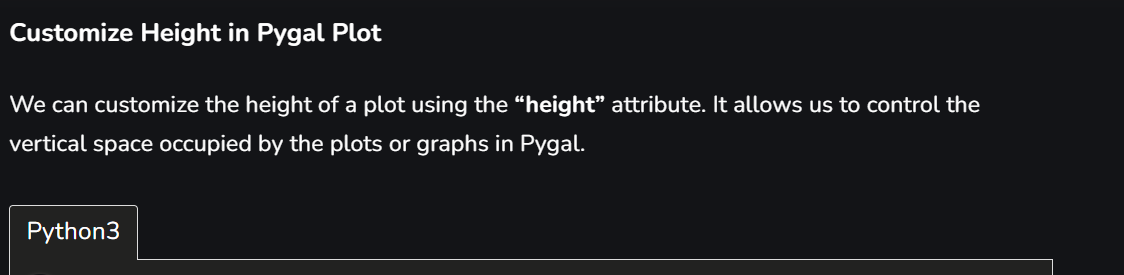 Customize Height in Pygal Plot
We can customize the height of a plot using the “height” attribute. It allows us to control the
vertical space occupied by the plots or graphs in Pygal.
Python3